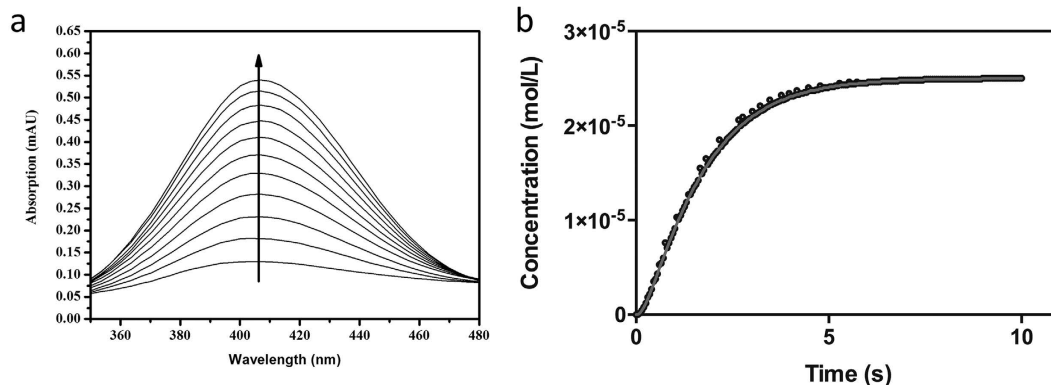 a
0.65
0.60
0.55
0.50
0.45
0.40
0.35
0.30
0.25
0.20
0.15
0.10
0.05
0.00
Absorption (mAU)
360 380 400 420 440 460 480
Wavelength (nm)
b
3×10⁻⁵
2×10⁻⁵
1×10⁻⁵
0
Concentration (mol/L)
0 5 10
Time (s)